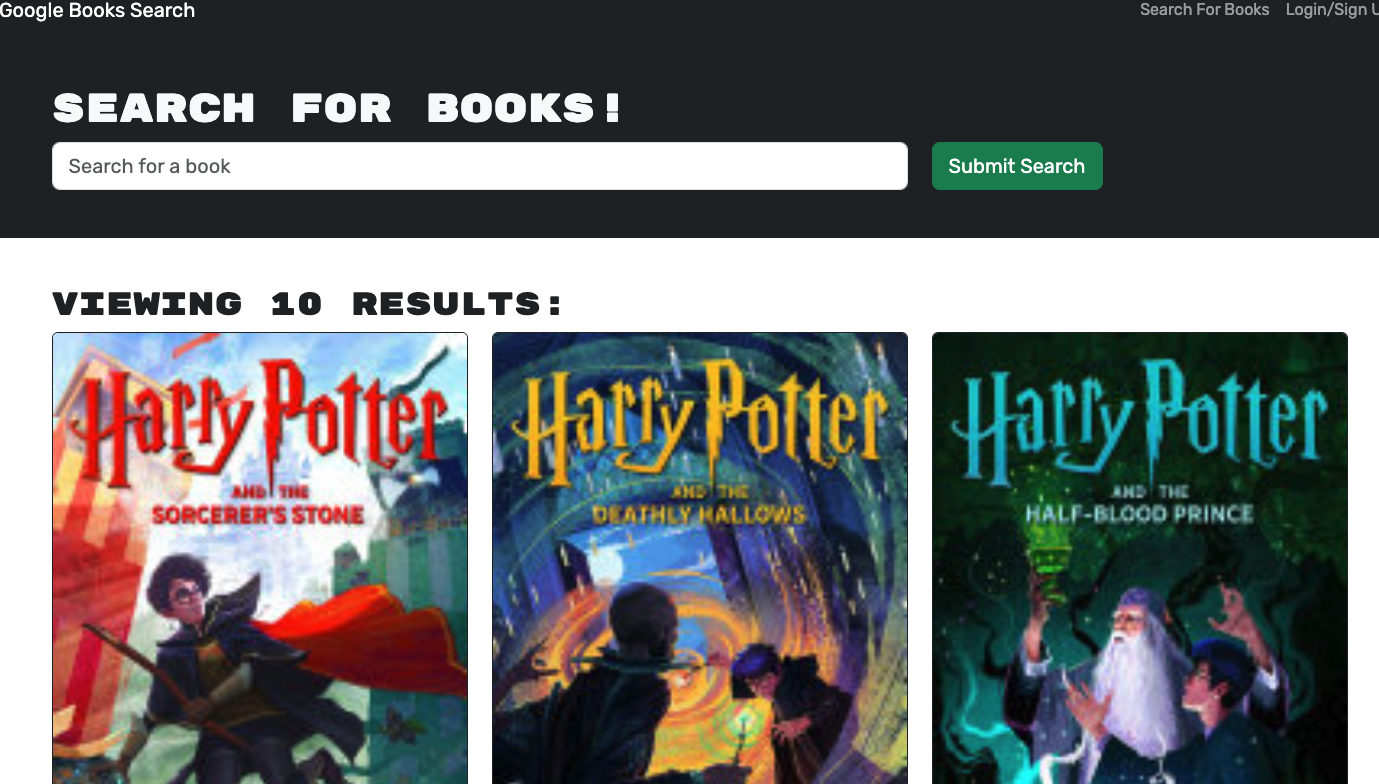 Google Books Search
Search For Books
Login/Sign U
SEARCH FOR BOOKS!
Search for a book
Submit Search
VIEWING 10 RESULTS:
Harry Potter
AND THE
SORCERER'S STONE
Harry Potter
AND THE
DEATHLY HALLOWS
Harry Potter
AND THE
HALF-BLOOD PRINCE